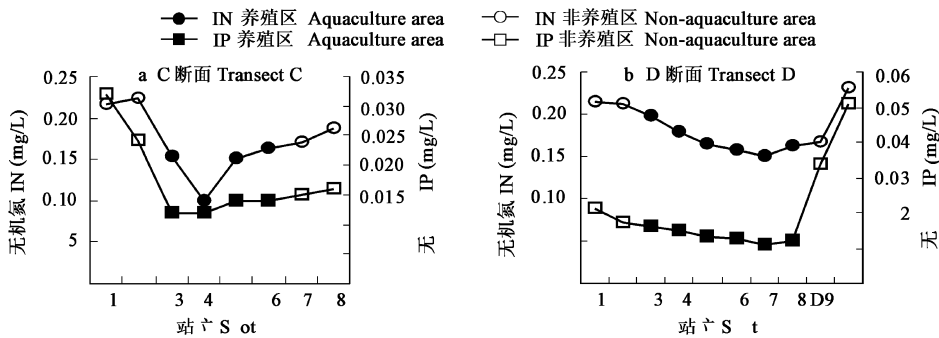 IN 养殖区 Aquaculture area
IN 非养殖区 Non-aquaculture area
IP 养殖区 Aquaculture area
IP 非养殖区 Non-aquaculture area
a C 断面 Transect C
0.25
0.20
0.15
0.10
5
无机氮 IN (mg/L)
0.035
0.030
0.025
0.020
0.015
IP (mg/L)
无
1 3 4 6 7 8
站 S ot
b D 断面 Transect D
0.25
0.20
0.15
0.10
无机氮 IN (mg/L)
0.06
0.05
0.04
0.03
2
IP (mg/L)
无
1 3 4 6 7 8 D9
站 S t